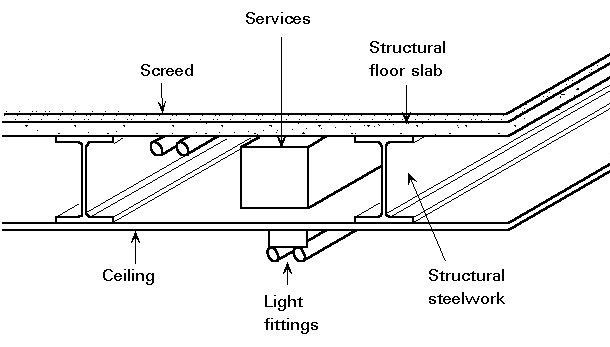 Services
Structural
floor slab
Screed
Ceiling
Light
fittings
Structural
steelwork